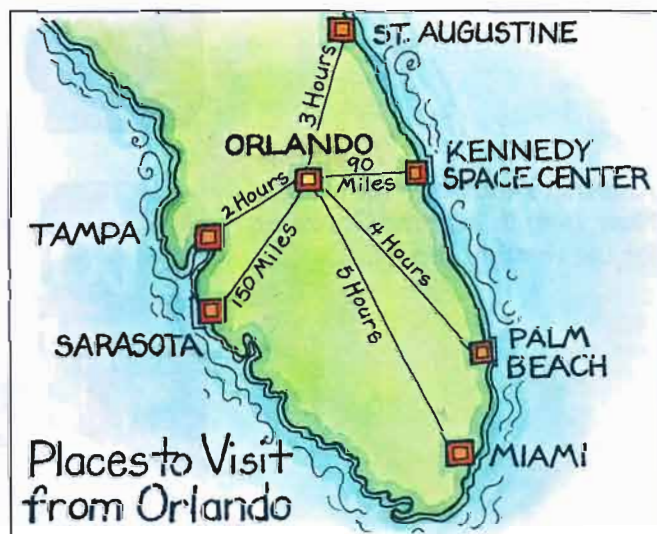 ST. AUGUSTINE
3 Hours
ORLANDO
90
Miles
KENNEDY
SPACE CENTER
2 Hours
TAMPA
150 Miles
4 Hours
5 Hours
SARASOTA
PALM
BEACH
MIAMI
Places to Visit
from Orlando